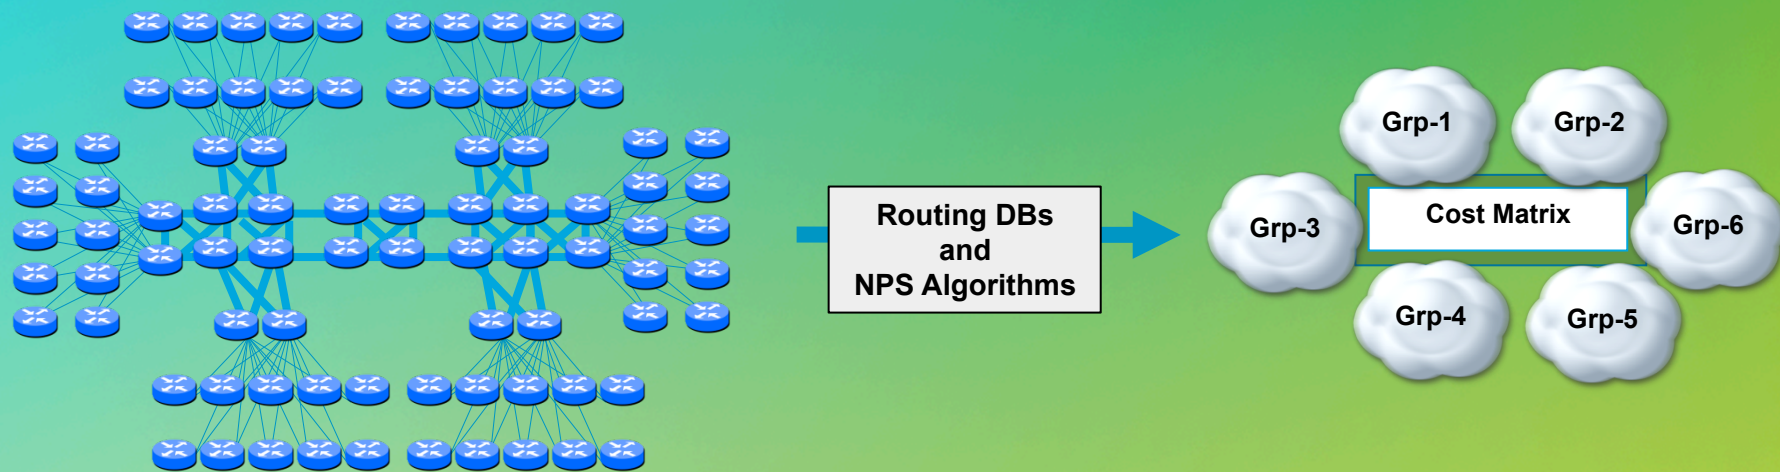 Routing DBs
and
NPS Algorithms
Grp-1
Grp-2
Grp-3
Cost Matrix
Grp-6
Grp-4
Grp-5